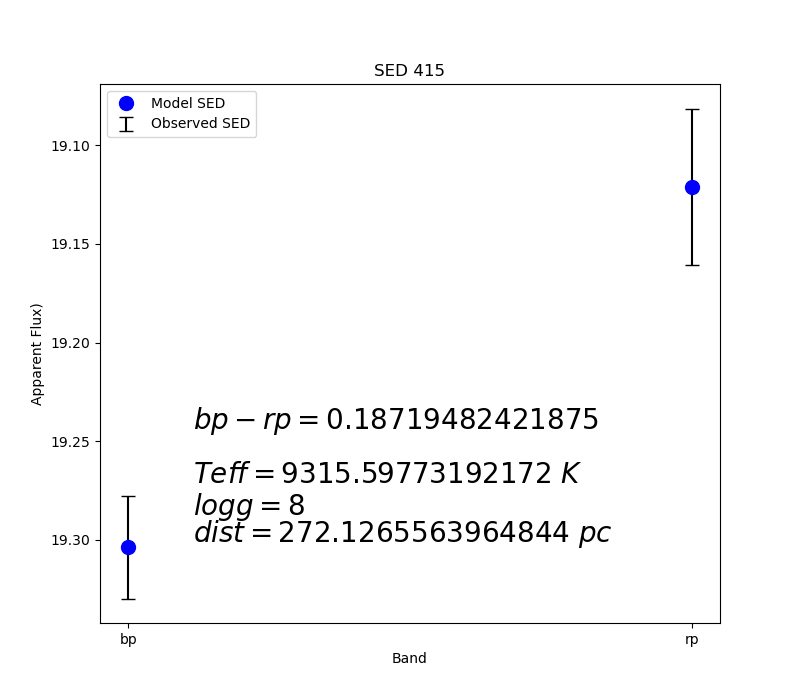 SED 415
Model SED
Observed SED
19.10
19.15
19.20
19.25
19.30
Apparent Flux)
bp − rp = 0.18719482421875
Teff = 9315.59773192172 K
logg = 8
dist = 272.1265563964844 pc
bp
rp
Band